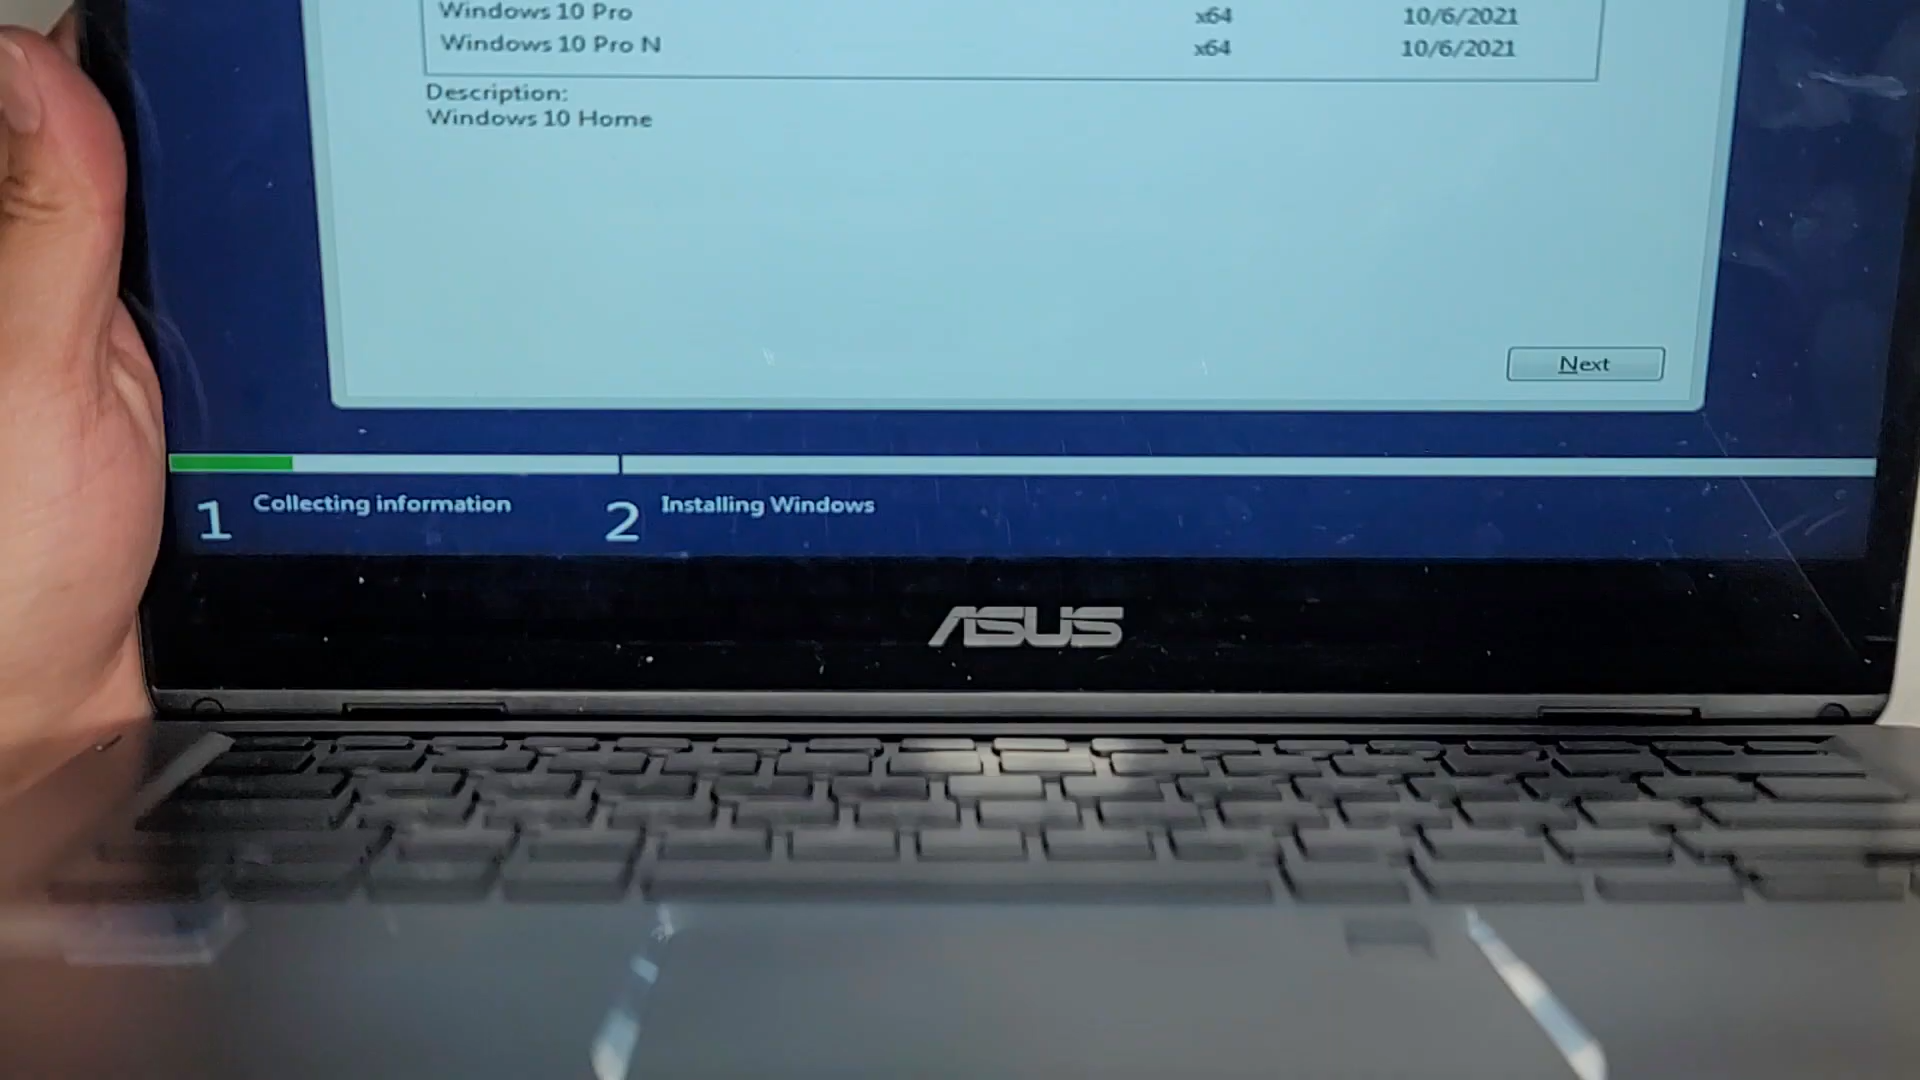 Windows 10 Pro x64 10/6/2021
Windows 10 Pro N x64 10/6/2021
Description:
Windows 10 Home
Next
1 Collecting information 2 Installing Windows
ASUS